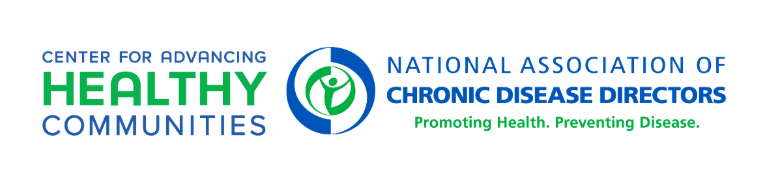 CENTER FOR ADVANCING
HEALTHY
COMMUNITIES
NATIONAL ASSOCIATION OF
CHRONIC DISEASE DIRECTORS
Promoting Health. Preventing Disease.